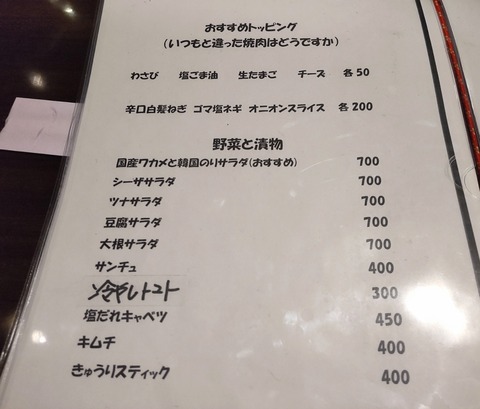 おすすめトッピング
(いつもと違った焼肉はどうですか)
わさび 塩ごま油 生たまご チーズ 各50
辛口白髪ねぎ ゴマ塩ネギ オニオンスライス 各200
野菜と漬物
国産ワカメと韓国のりサラダ(おすすめ) 700
シーザサラダ 700
ツナサラダ 700
豆腐サラダ 700
大根サラダ 700
サンチュ 400
冷やしトマト 300
塩だれキャベツ 450
キムチ 400
きゅうりスティック 400